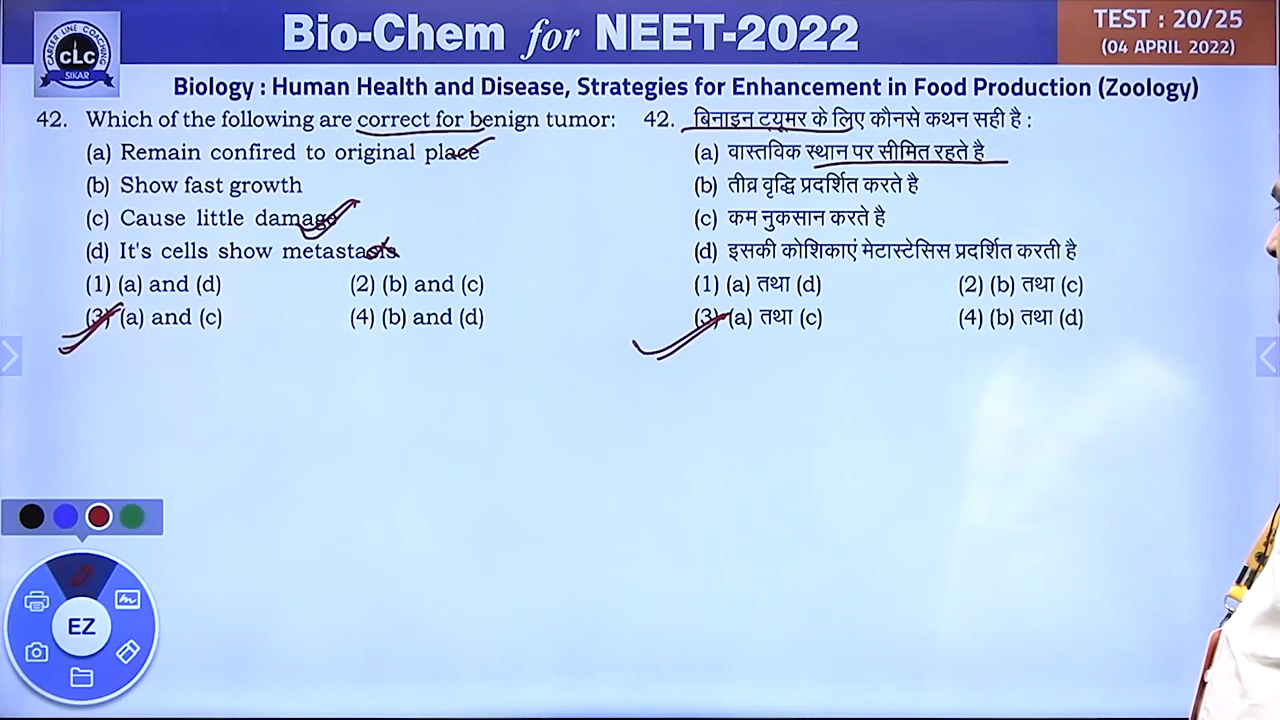 CAREER LINE COACHING
CLC
SIKAR
Bio-Chem for NEET-2022
TEST : 20/25
(04 APRIL 2022)
Biology : Human Health and Disease, Strategies for Enhancement in Food Production (Zoology)
42. Which of the following are correct for benign tumor:
(a) Remain confired to original place
(b) Show fast growth
(c) Cause little damage
(d) It's cells show metastasis
(1) (a) and (d) (2) (b) and (c)
(3) (a) and (c) (4) (b) and (d)
42. बिनाइन ट्यूमर के लिए कौनसे कथन सही है :
(a) वास्तविक स्थान पर सीमित रहते है
(b) तीव्र वृद्धि प्रदर्शित करते है
(c) कम नुकसान करते है
(d) इसकी कोशिकाएं मेटास्टेसिस प्रदर्शित करती है
(1) (a) तथा (d) (2) (b) तथा (c)
(3) (a) तथा (c) (4) (b) तथा (d)
EZ